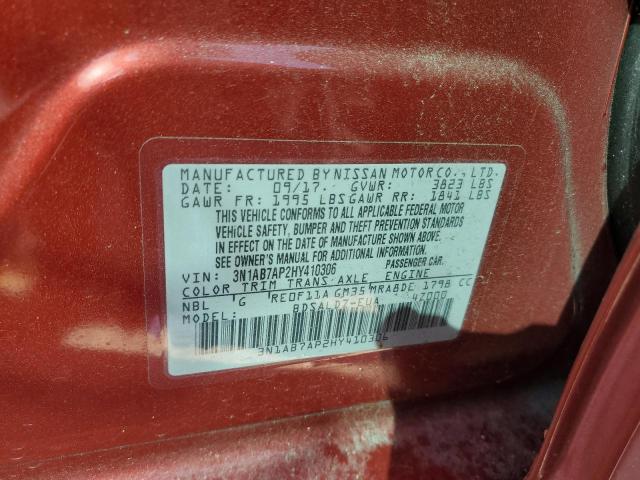 MANUFACTURED BY NISSAN MOTOR CO., LTD.
DATE: 09/17 GVWR: 3823 LBS
GAWR FR: 1995 LBS GAWR RR: 1841 LBS
THIS VEHICLE CONFORMS TO ALL APPLICABLE FEDERAL MOTOR
VEHICLE SAFETY, BUMPER AND THEFT PREVENTION STANDARDS
IN EFFECT ON THE DATE OF MANUFACTURE SHOWN ABOVE.
SEE OWNER'S MANUAL FOR ADDITIONAL INFORMATION.
VIN: 3N1AB7AP2HY410306 PASSENGER CAR
COLOR TRIM TRANS AXLE ENGINE
NBL G RE0F11A GM35 MRA8DE 1798 CC
MODEL: BDSALDZ-EUA 47000
3N1AB7AP2HY410306